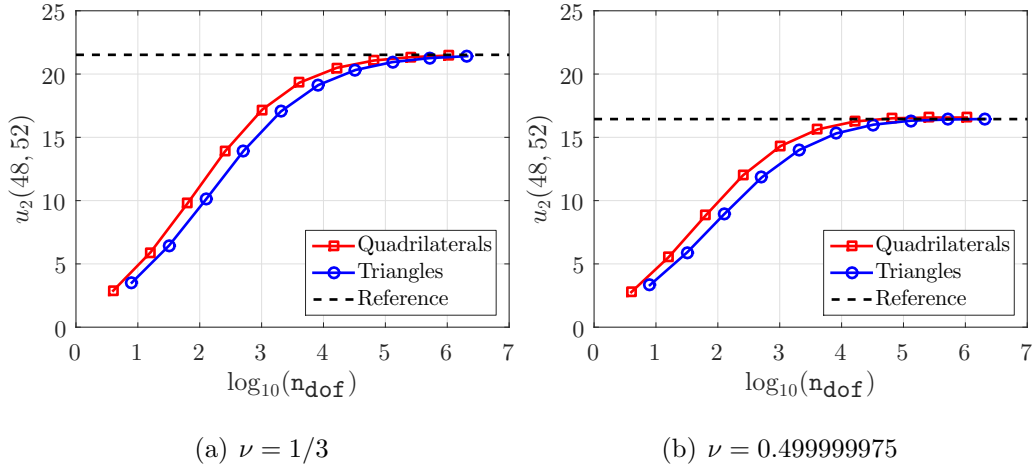 25
20
15
10
5
0
u₂(48, 52)
Quadrilaterals
Triangles
Reference
0 1 2 3 4 5 6 7
log₁₀(n_dof)
(a) ν = 1/3
25
20
15
10
5
0
u₂(48, 52)
Quadrilaterals
Triangles
Reference
0 1 2 3 4 5 6 7
log₁₀(n_dof)
(b) ν = 0.499999975